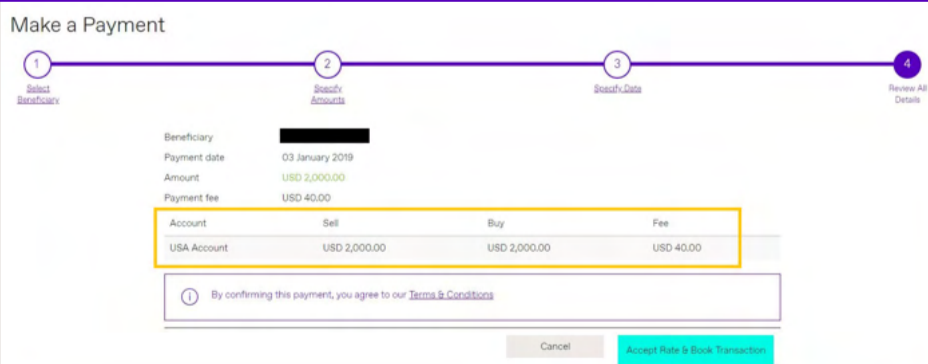 Make a Payment
1
2
3
4
Select
Beneficiary
Specify
Amounts
Specify Date
Review All
Details
Beneficiary
Payment date 03 January 2019
Amount USD 2,000.00
Payment fee USD 40.00
Account Sell Buy Fee
USA Account USD 2,000.00 USD 2,000.00 USD 40.00
By confirming this payment, you agree to our Terms & Conditions
Cancel Accept Rate & Book Transaction